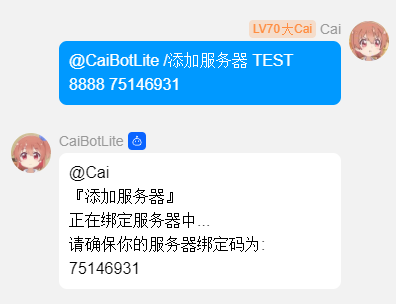 LV70大Cai Cai
@CaiBotLite /添加服务器 TEST
8888 75146931
CaiBotLite
@Cai
『添加服务器』
正在绑定服务器中...
请确保你的服务器绑定码为:
75146931